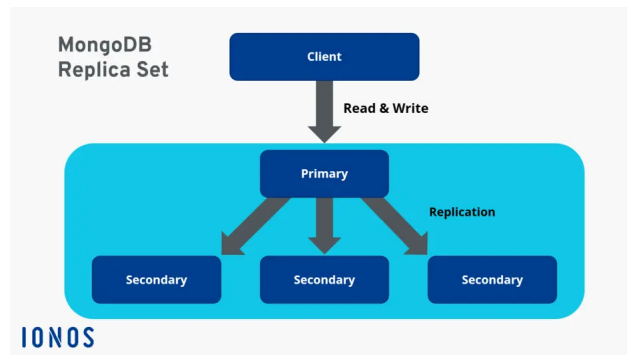 MongoDB
Replica Set
Client
Read & Write
Primary
Replication
Secondary
Secondary
Secondary
IONOS